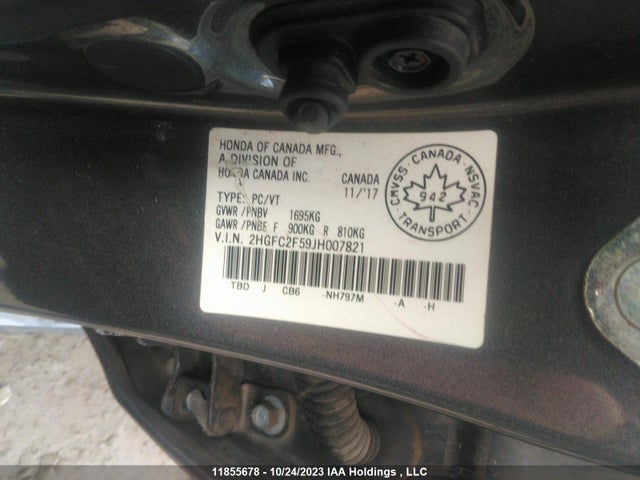 HONDA OF CANADA MFG.,
A DIVISION OF
HONDA CANADA INC. CANADA
11/'17
TYPE: PC/VT
GVWR/PNBV 1695KG
GAWR/PNBE F 900KG R 810KG
V.I.N. 2HGFC2F59JH007821
TBD J CB6 -NH797M -A -H
CMVSS·CANADA·NSVAC
942
TRANSPORT
11855678 - 10/24/2023 IAA Holdings , LLC